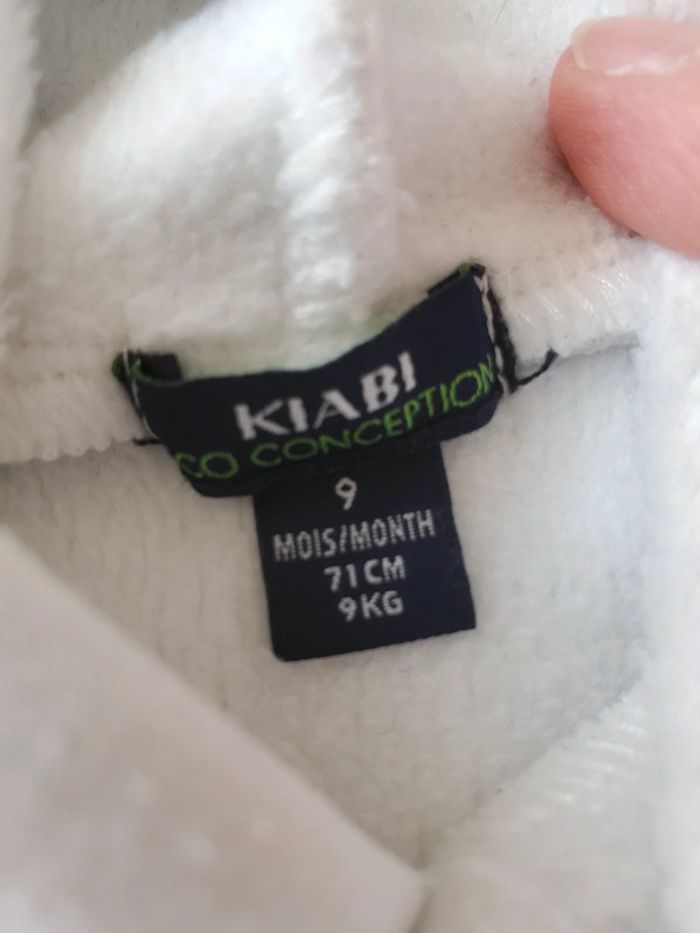 KIABI
CO CONCEPTION
9
MOIS/MONTH
71CM
9KG